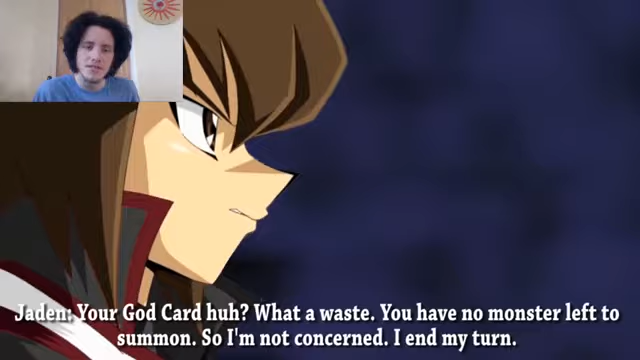 Jaden: Your God Card huh? What a waste. You have no monster left to
summon. So I'm not concerned. I end my turn.